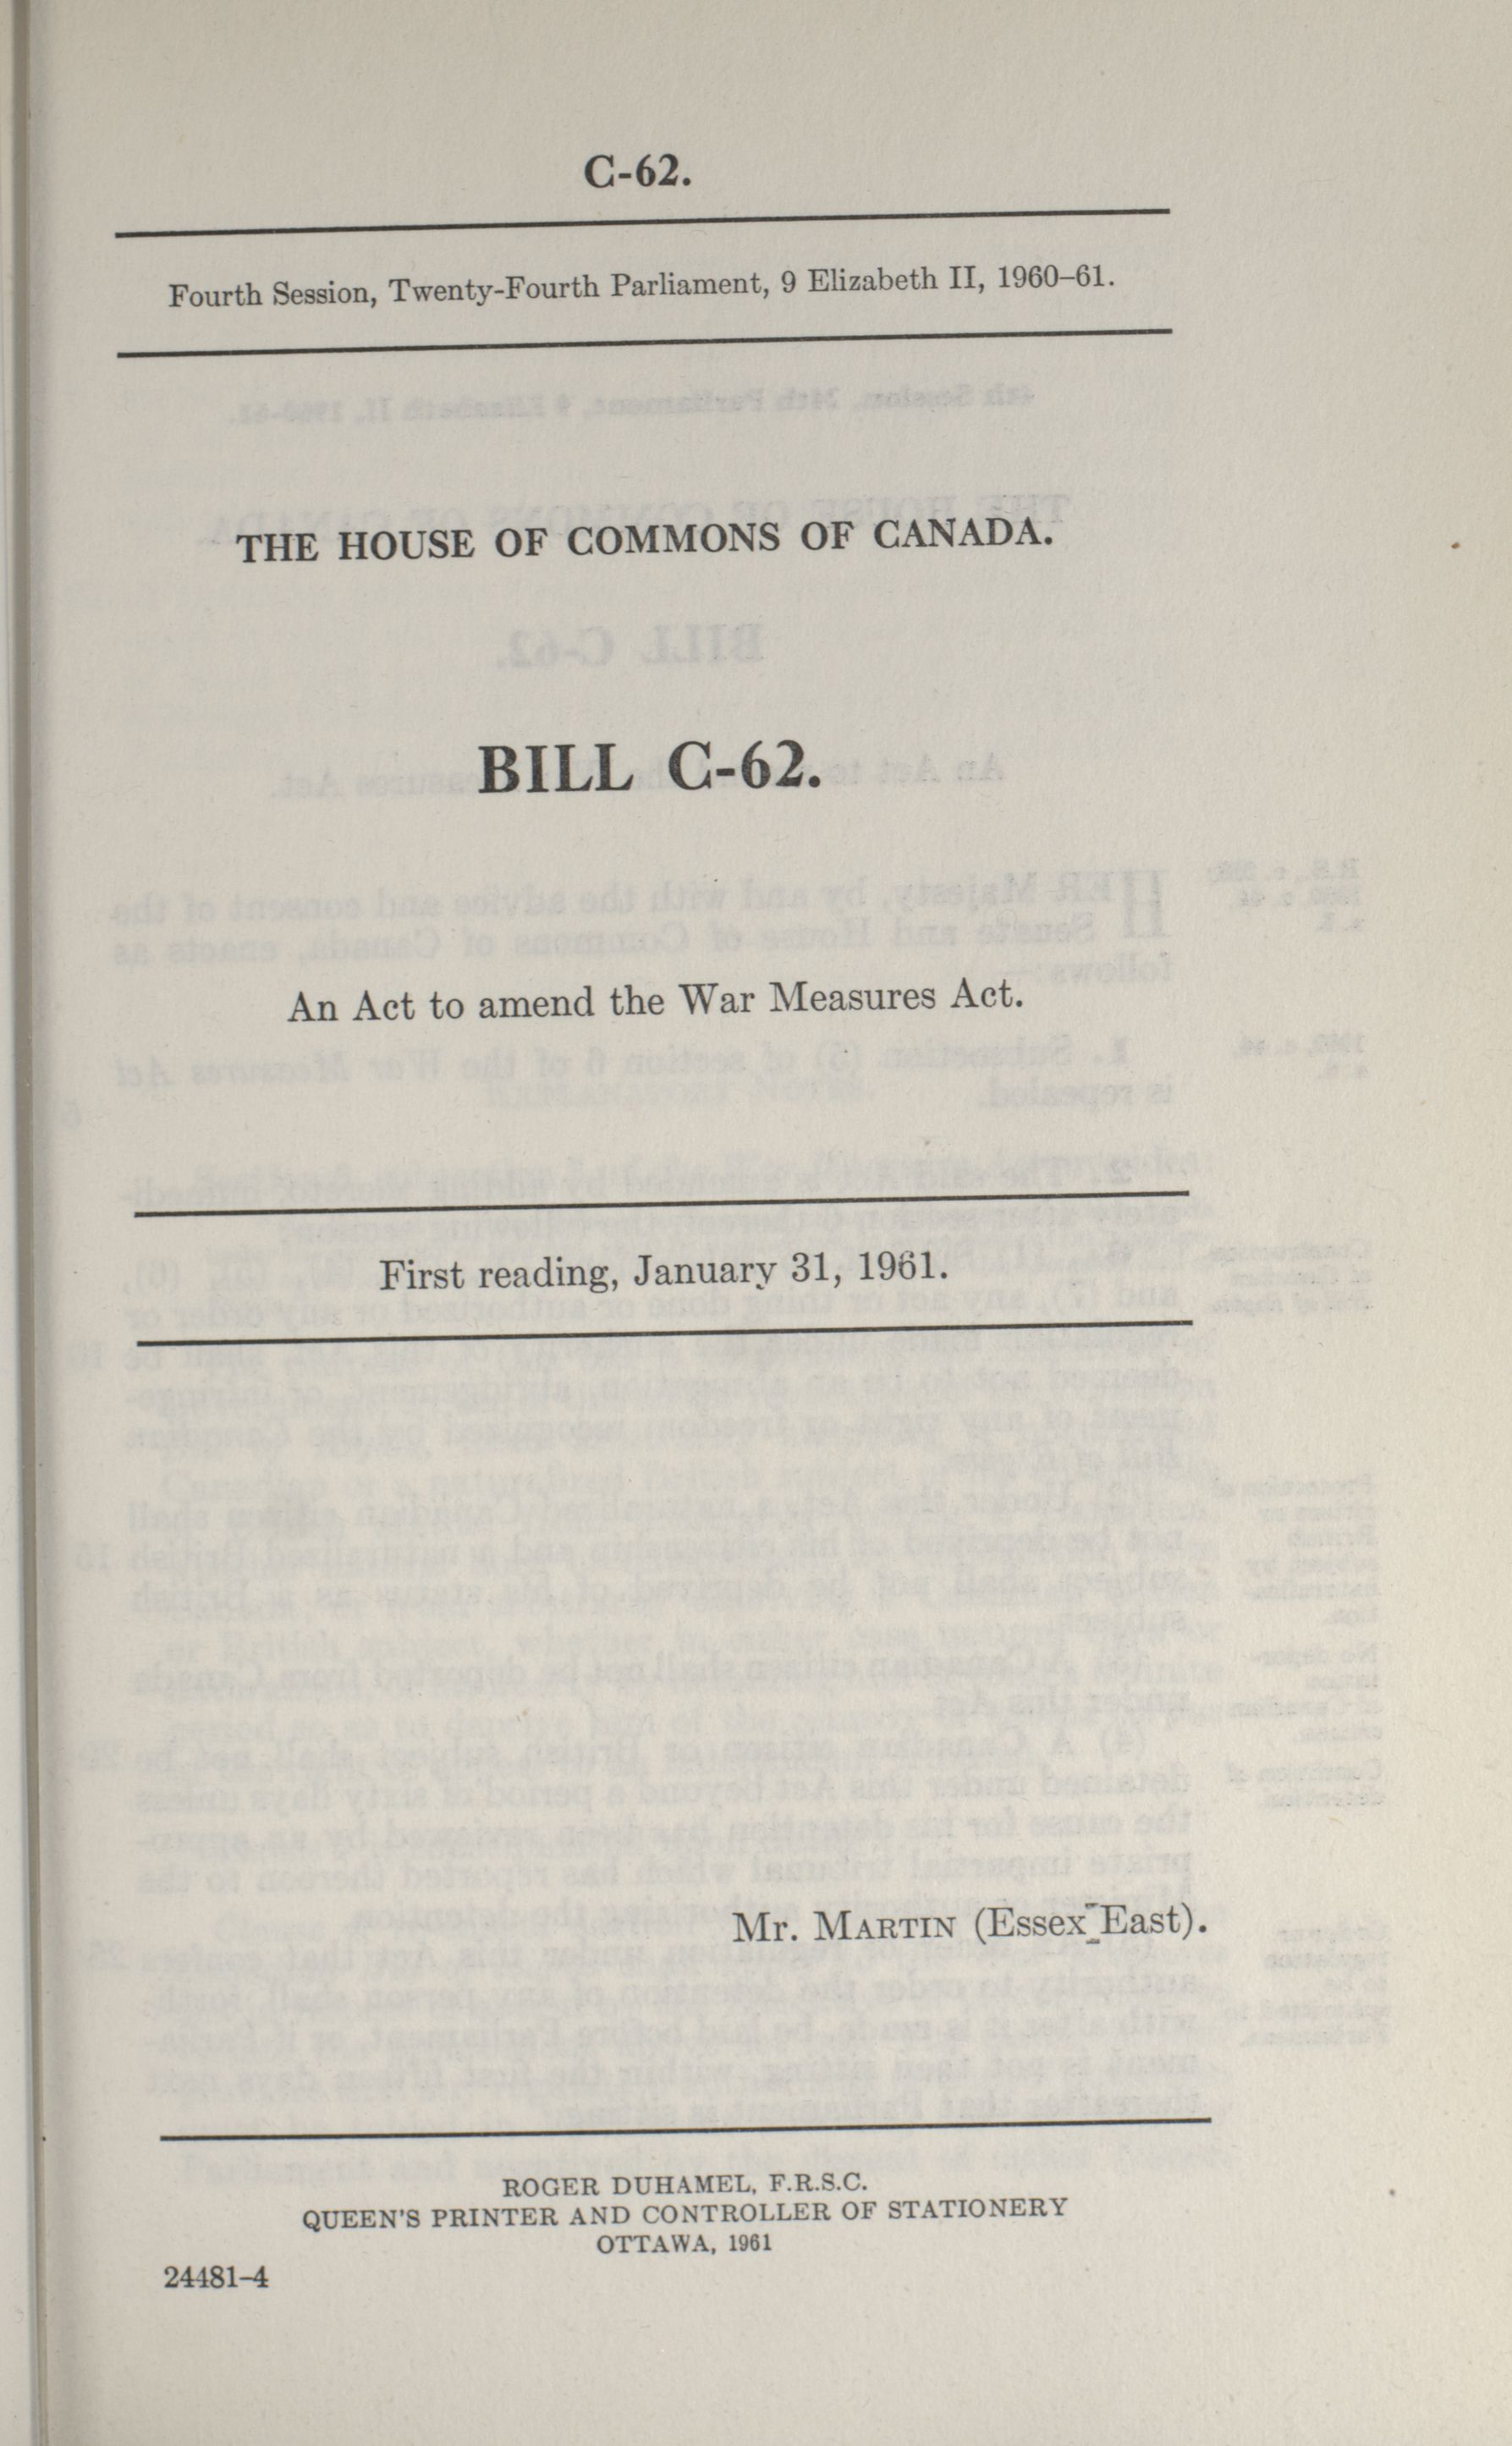 C-62.
Fourth Session, Twenty-Fourth Parliament, 9 Elizabeth II, 1960–61.
THE HOUSE OF COMMONS OF CANADA.
BILL C-62.
An Act to amend the War Measures Act.
First reading, January 31, 1961.
Mr. MARTIN (Essex East).
ROGER DUHAMEL, F.R.S.C.
QUEEN'S PRINTER AND CONTROLLER OF STATIONERY
OTTAWA, 1961
24481–4